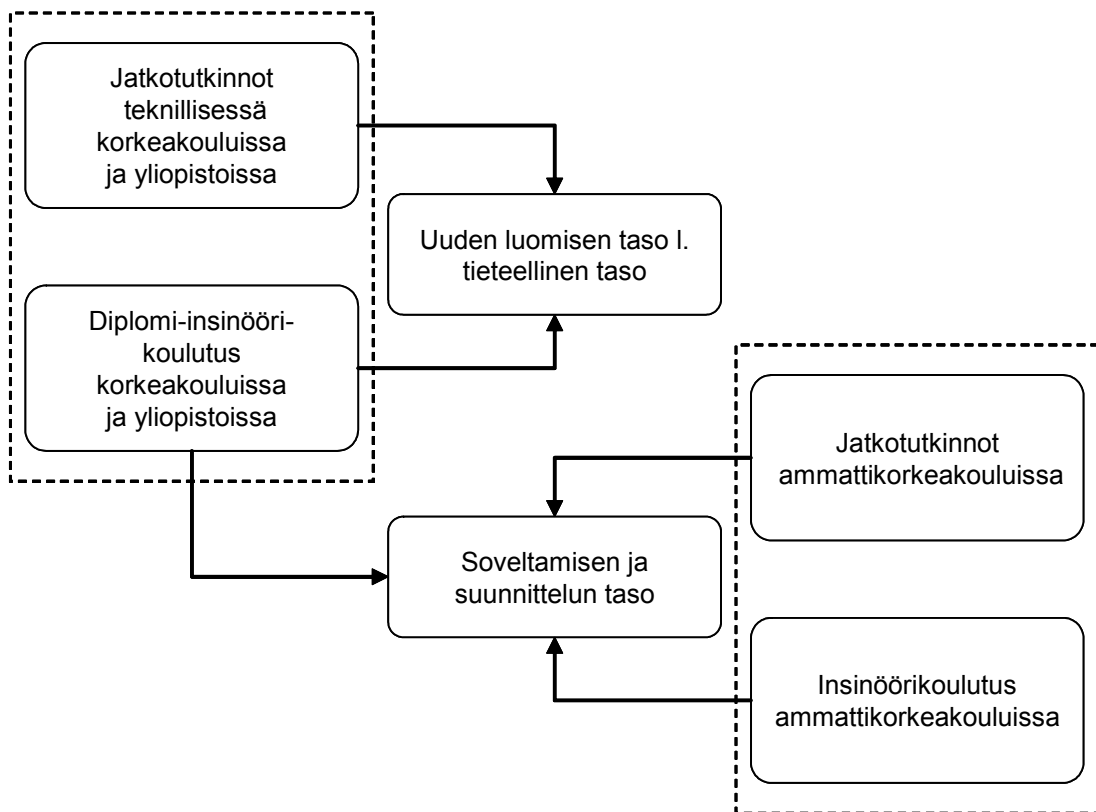 Jatkotutkinnot
teknillisessä
korkeakouluissa
ja yliopistoissa
Uuden luomisen taso l.
tieteellinen taso
Diplomi-insinööri-
koulutus
korkeakouluissa
ja yliopistoissa
Jatkotutkinnot
ammattikorkeakouluissa
Soveltamisen ja
suunnittelun taso
Insinöörikoulutus
ammattikorkeakouluissa